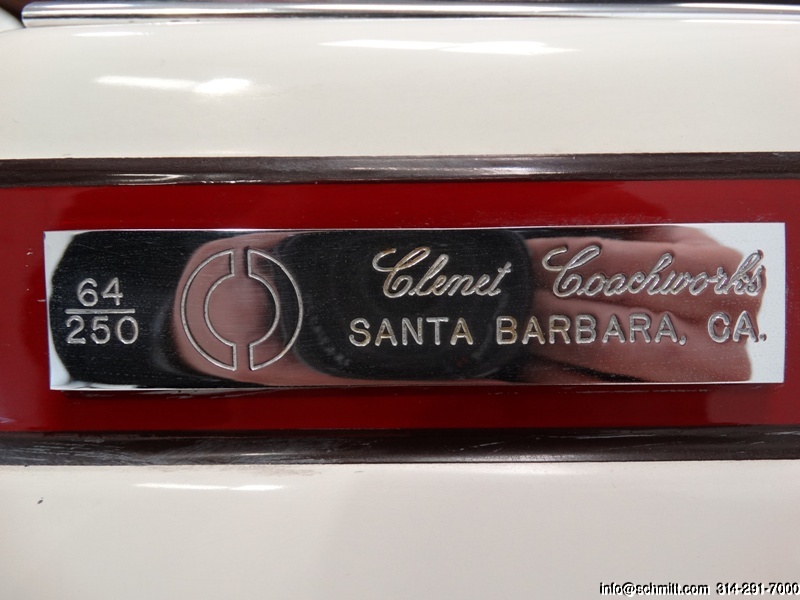 64
250
Clenet Coachworks
SANTA BARBARA, CA.
info@schmitt.com 314-291-7000